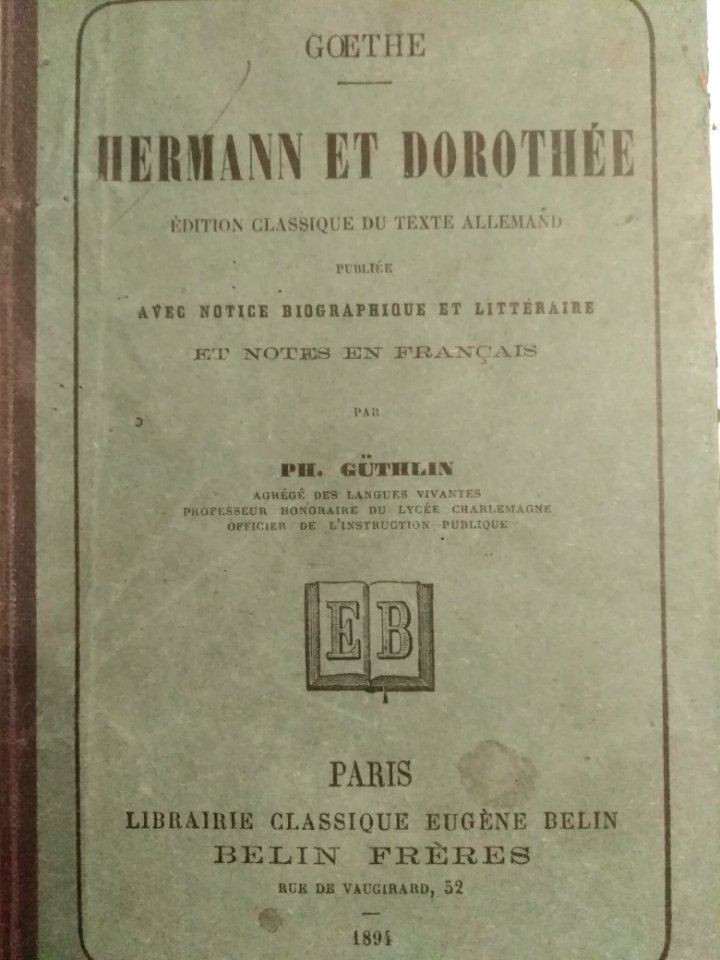 GŒTHE
HERMANN ET DOROTHÉE
ÉDITION CLASSIQUE DU TEXTE ALLEMAND
PUBLIÉE
AVEC NOTICE BIOGRAPHIQUE ET LITTÉRAIRE
ET NOTES EN FRANÇAIS
PAR
PH. GÜTHLIN
AGRÉGÉ DES LANGUES VIVANTES
PROFESSEUR HONORAIRE DU LYCÉE CHARLEMAGNE
OFFICIER DE L'INSTRUCTION PUBLIQUE
EB
PARIS
LIBRAIRIE CLASSIQUE EUGÈNE BELIN
BELIN FRÈRES
RUE DE VAUGIRARD, 52
1894